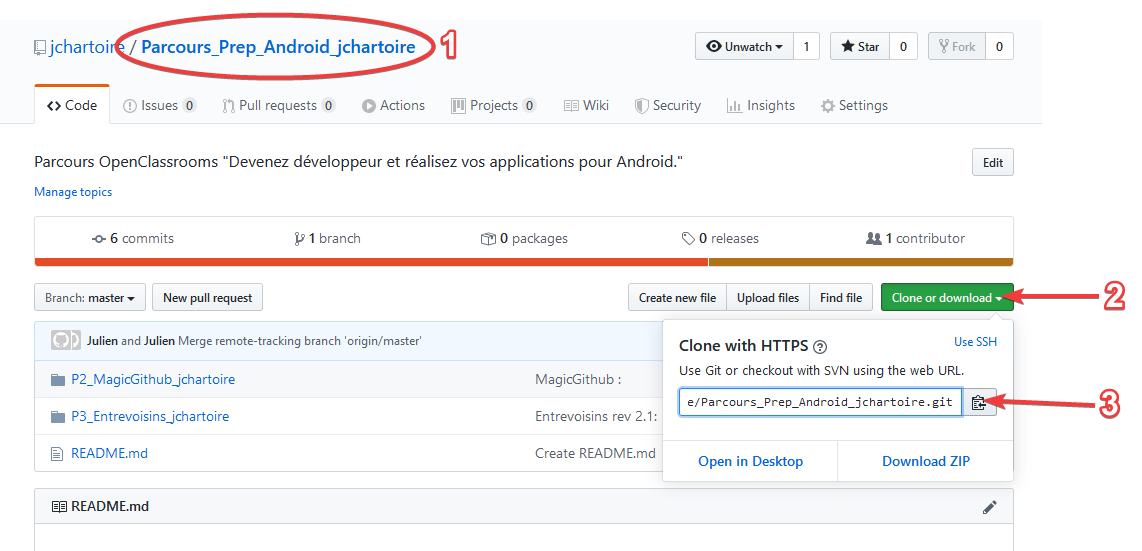 jchartoire / Parcours_Prep_Android_jchartoire 1 Unwatch 1 Star 0 Fork 0
Code Issues 0 Pull requests 0 Actions Projects 0 Wiki Security Insights Settings
Parcours OpenClassrooms "Devenez développeur et réalisez vos applications pour Android." Edit
Manage topics
6 commits 1 branch 0 packages 0 releases 1 contributor
Branch: master New pull request Create new file Upload files Find file Clone or download 2
Julien and Julien Merge remote-tracking branch 'origin/master'
Clone with HTTPS ? Use SSH
Use Git or checkout with SVN using the web URL.
P2_MagicGithub_jchartoire MagicGithub :
e/Parcours_Prep_Android_jchartoire.git 3
P3_Entrevoisins_jchartoire Entrevoisins rev 2.1:
README.md Create README.md
Open in Desktop Download ZIP
README.md